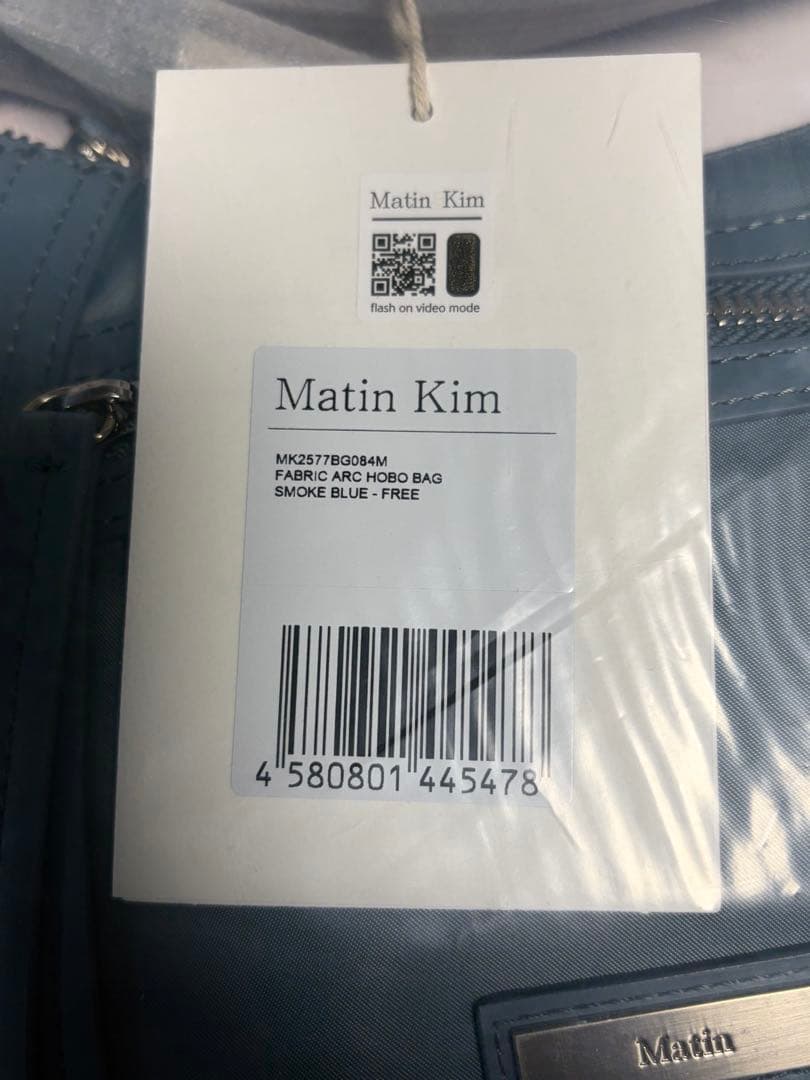 Matin Kim
flash on video mode
Matin Kim
MK2577BG084M
FABRIC ARC HOBO BAG
SMOKE BLUE - FREE
4 580801 445478
Matin